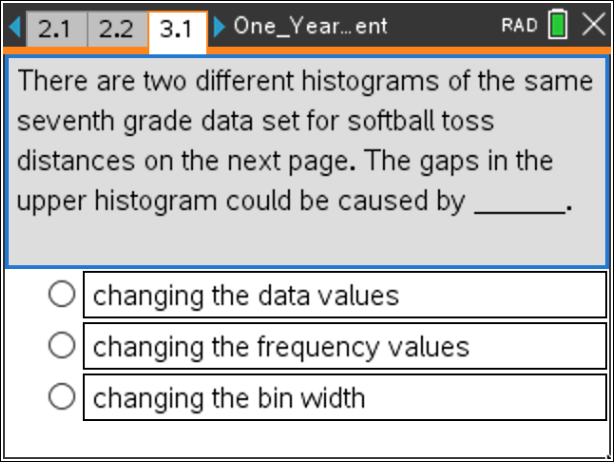 2.1 2.2 3.1 One_Year...ent RAD
There are two different histograms of the same
seventh grade data set for softball toss
distances on the next page. The gaps in the
upper histogram could be caused by ______.
changing the data values
changing the frequency values
changing the bin width